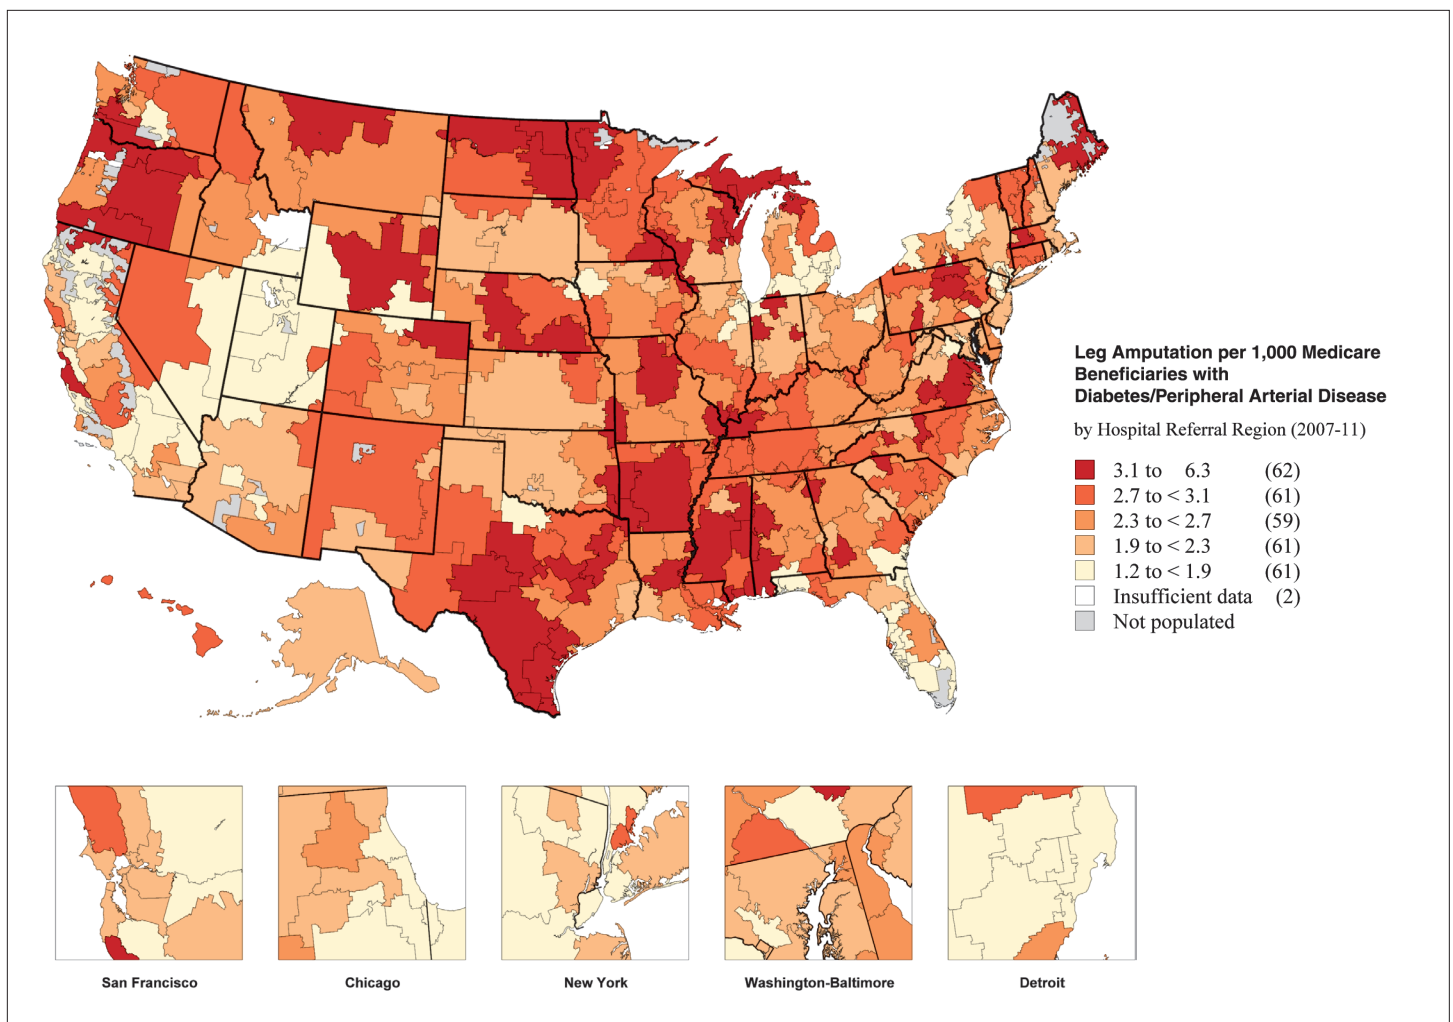 Leg Amputation per 1,000 Medicare
Beneficiaries with
Diabetes/Peripheral Arterial Disease
by Hospital Referral Region (2007-11)
3.1 to 6.3 (62)
2.7 to < 3.1 (61)
2.3 to < 2.7 (59)
1.9 to < 2.3 (61)
1.2 to < 1.9 (61)
Insufficient data (2)
Not populated
San Francisco
Chicago
New York
Washington-Baltimore
Detroit